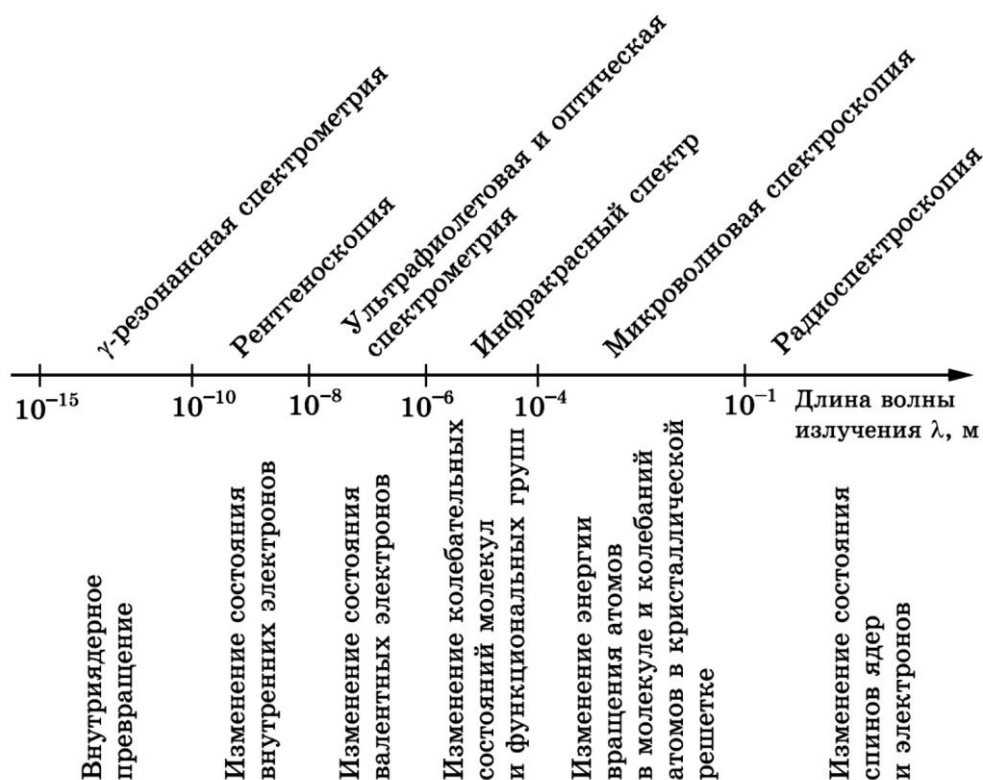 γ-резонансная спектрометрия
Рентгеноскопия
Ультрафиолетовая и оптическая
спектрометрия
Инфракрасный спектр
Микроволновая спектроскопия
Радиоспектроскопия
10⁻¹⁵
10⁻¹⁰
10⁻⁸
10⁻⁶
10⁻⁴
10⁻¹
Длина волны
излучения λ, м
Внутриядерное
превращение
Изменение состояния
внутренних электронов
Изменение состояния
валентных электронов
Изменение колебательных
состояний молекул
и функциональных групп
Изменение энергии
вращения атомов
в молекуле и колебаний
атомов в кристаллической
решетке
Изменение состояния
спинов ядер
и электронов